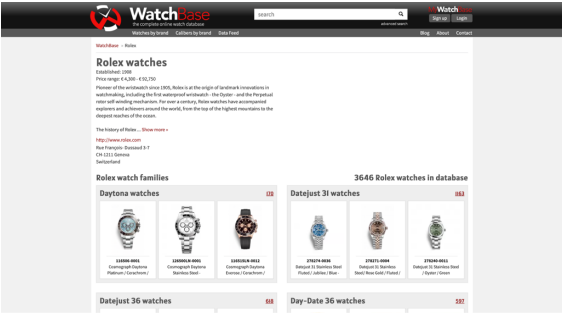 WatchBase
the complete online watch database
search
advanced search
Sign up Login
Watches by brand Calibers by brand Data Feed
Blog About Contact
WatchBase › Rolex
Rolex watches
Established: 1908
Price range: € 4,300 - € 92,750
Pioneer of the wristwatch since 1905, Rolex is at the origin of landmark innovations in
watchmaking, including the first waterproof wristwatch - the Oyster - and the Perpetual
rotor self-winding mechanism. For over a century, Rolex watches have accompanied
explorers and achievers around the world, from the top of the highest mountains to the
deepest reaches of the ocean.
The history of Rolex ... Show more »
http://www.rolex.com
Rue François-Dussaud 3-7
CH-1211 Geneva
Switzerland
Rolex watch families
3646 Rolex watches in database
Daytona watches
170
116506-0001
Cosmograph Daytona
Platinum / Cerachrom /
116500LN-0001
Cosmograph Daytona
Stainless Steel
116515LN-0012
Cosmograph Daytona
Everose / Cerachrom /
Datejust 31 watches
1163
278274-0036
Datejust 31 Stainless Steel
Fluted / Jubilee / Blue -
278271-0004
Datejust 31 Stainless
Steel/ Rose Gold / Fluted /
278240-0011
Datejust 31 Stainless Steel
/ Oyster / Green
Datejust 36 watches
618
Day-Date 36 watches
597